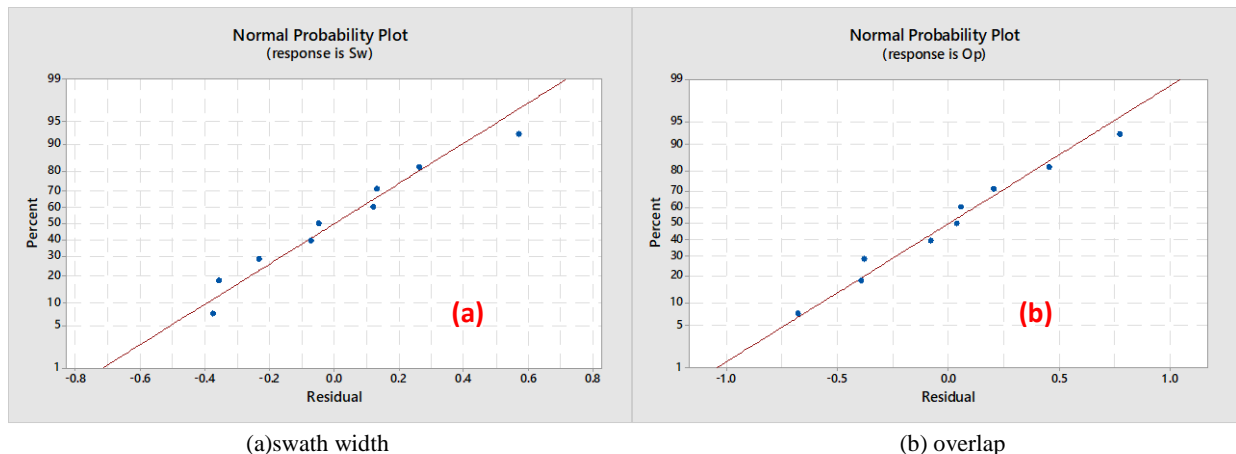 Normal Probability Plot
(response is Sw)
99
95
90
80
70
60
50
40
30
20
10
5
1
Percent
-0.8 -0.6 -0.4 -0.2 0.0 0.2 0.4 0.6 0.8
Residual
(a)
Normal Probability Plot
(response is Op)
99
95
90
80
70
60
50
40
30
20
10
5
1
Percent
-1.0 -0.5 0.0 0.5 1.0
Residual
(b)
(a)swath width
(b) overlap